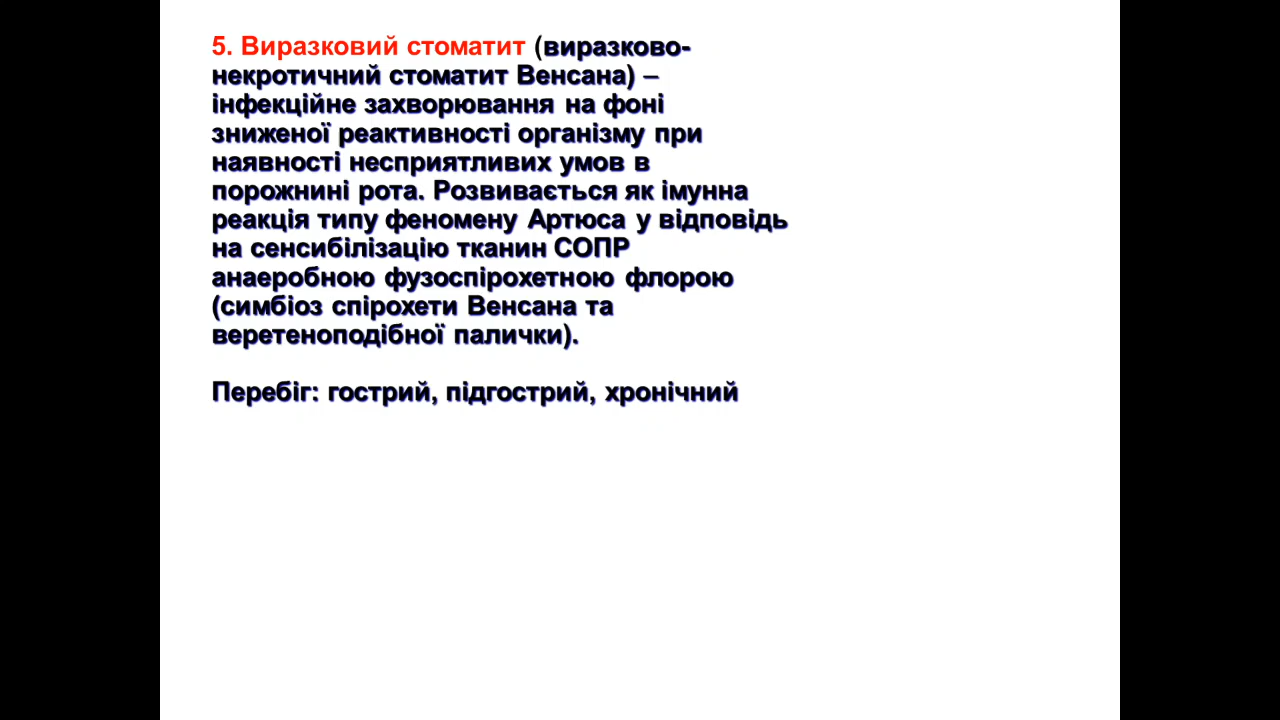 5. Виразковий стоматит (виразково-
некротичний стоматит Венсана) –
інфекційне захворювання на фоні
зниженої реактивності організму при
наявності несприятливих умов в
порожнині рота. Розвивається як імунна
реакція типу феномену Артюса у відповідь
на сенсибілізацію тканин СОПР
анаеробною фузоспірохетною флорою
(симбіоз спірохети Венсана та
веретеноподібної палички).
Перебіг: гострий, підгострий, хронічний